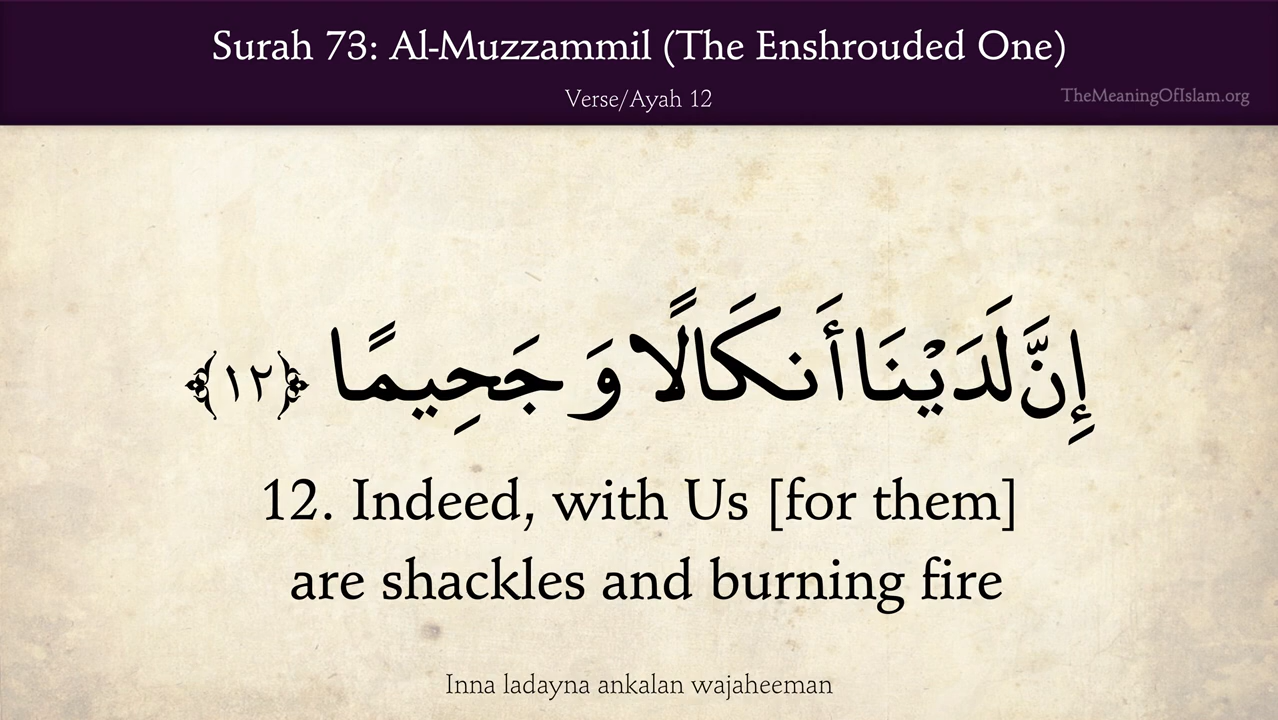 Surah 73: Al-Muzzammil (The Enshrouded One)
Verse/Ayah 12
TheMeaningOfIslam.org
إِنَّ لَدَيْنَا أَنكَالًا وَ جَحِيمًا ﴿١٢﴾
12. Indeed, with Us [for them]
are shackles and burning fire
Inna ladayna ankalan wajaheeman